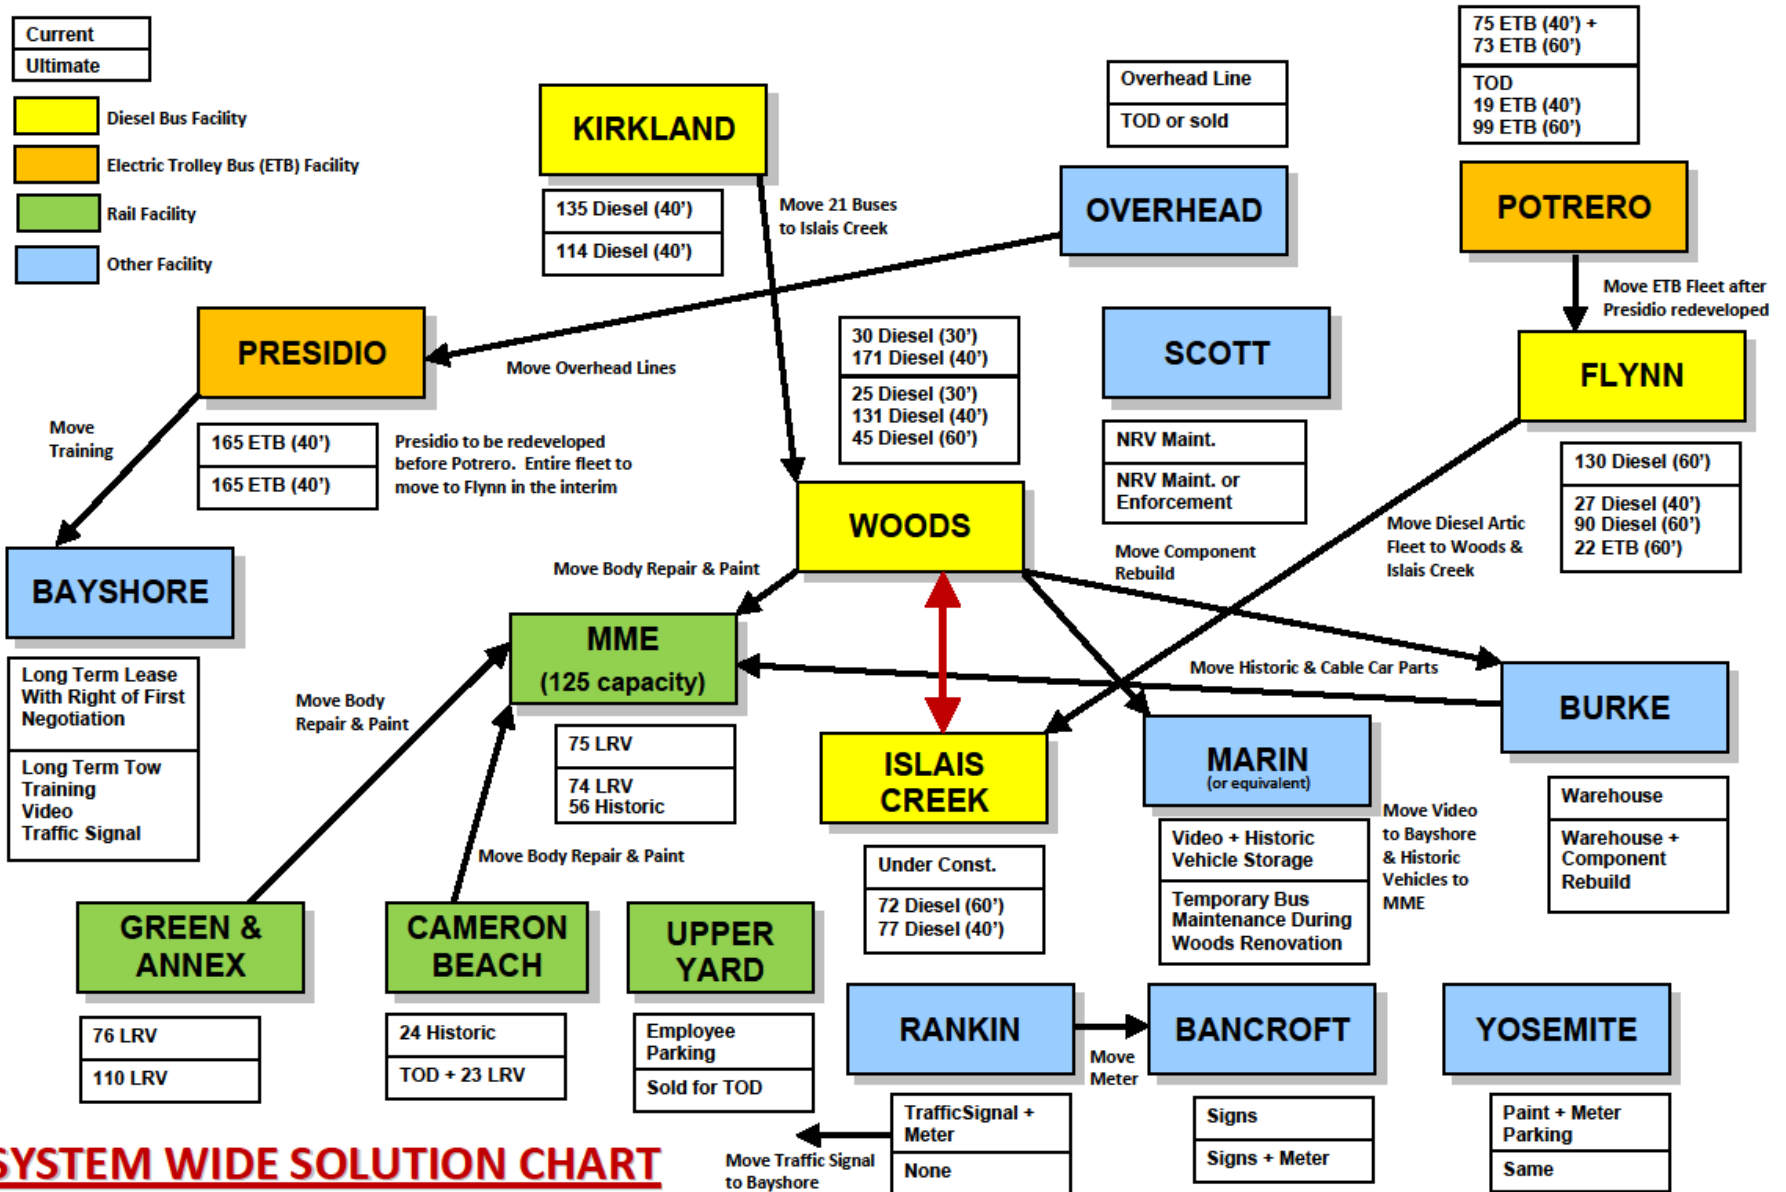 Current
Ultimate
Diesel Bus Facility
Electric Trolley Bus (ETB) Facility
Rail Facility
Other Facility
KIRKLAND
135 Diesel (40')
114 Diesel (40')
Move 21 Buses
to Islais Creek
Overhead Line
TOD or sold
OVERHEAD
75 ETB (40') +
73 ETB (60')
TOD
19 ETB (40')
99 ETB (60')
POTRERO
Move ETB Fleet after
Presidio redeveloped
PRESIDIO
165 ETB (40')
165 ETB (40')
Move Overhead Lines
Presidio to be redeveloped
before Potrero. Entire fleet to
move to Flynn in the interim
Move
Training
30 Diesel (30')
171 Diesel (40')
25 Diesel (30')
131 Diesel (40')
45 Diesel (60')
WOODS
SCOTT
NRV Maint.
NRV Maint. or
Enforcement
FLYNN
130 Diesel (60')
27 Diesel (40')
90 Diesel (60')
22 ETB (60')
Move Diesel Artic
Fleet to Woods &
Islais Creek
Move Component
Rebuild
Move Body Repair & Paint
BAYSHORE
Long Term Lease
With Right of First
Negotiation
Long Term Tow
Training
Video
Traffic Signal
MME
(125 capacity)
75 LRV
74 LRV
56 Historic
Move Body
Repair & Paint
Move Body Repair & Paint
Move Historic & Cable Car Parts
BURKE
Warehouse
Warehouse +
Component
Rebuild
ISLAIS
CREEK
Under Const.
72 Diesel (60')
77 Diesel (40')
MARIN
(or equivalent)
Video + Historic
Vehicle Storage
Temporary Bus
Maintenance During
Woods Renovation
Move Video
to Bayshore
& Historic
Vehicles to
MME
GREEN &
ANNEX
76 LRV
110 LRV
CAMERON
BEACH
24 Historic
TOD + 23 LRV
UPPER
YARD
Employee
Parking
Sold for TOD
RANKIN
TrafficSignal +
Meter
None
Move Traffic Signal
to Bayshore
Move
Meter
BANCROFT
Signs
Signs + Meter
YOSEMITE
Paint + Meter
Parking
Same
SYSTEM WIDE SOLUTION CHART